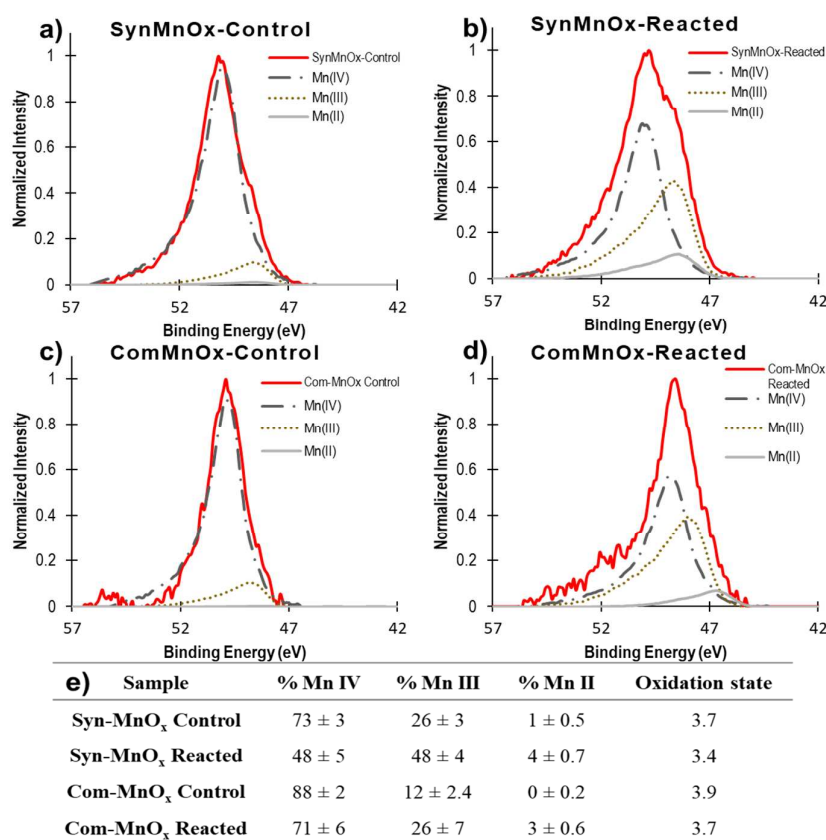 a) SynMnOx-Control
SynMnOx-Control
Mn(IV)
Mn(III)
Mn(II)
Normalized Intensity
1
0.8
0.6
0.4
0.2
0
57 52 47 42
Binding Energy (eV)
b) SynMnOx-Reacted
SynMnOx-Reacted
Mn(IV)
Mn(III)
Mn(II)
Normalized Intensity
1
0.8
0.6
0.4
0.2
0
57 52 47 42
Binding Energy (eV)
c) ComMnOx-Control
Com-MnOx Control
Mn(IV)
Mn(III)
Mn(II)
Normalized Intensity
1
0.8
0.6
0.4
0.2
0
57 52 47 42
Binding Energy (eV)
d) ComMnOx-Reacted
Com-MnOx
Reacted
Mn(IV)
Mn(III)
Mn(II)
Normalized Intensity
1
0.8
0.6
0.4
0.2
0
57 52 47 42
Binding Energy (eV)
e) Sample % Mn IV % Mn III % Mn II Oxidation state
Syn-MnOₓ Control 73 ± 3 26 ± 3 1 ± 0.5 3.7
Syn-MnOₓ Reacted 48 ± 5 48 ± 4 4 ± 0.7 3.4
Com-MnOₓ Control 88 ± 2 12 ± 2.4 0 ± 0.2 3.9
Com-MnOₓ Reacted 71 ± 6 26 ± 7 3 ± 0.6 3.7